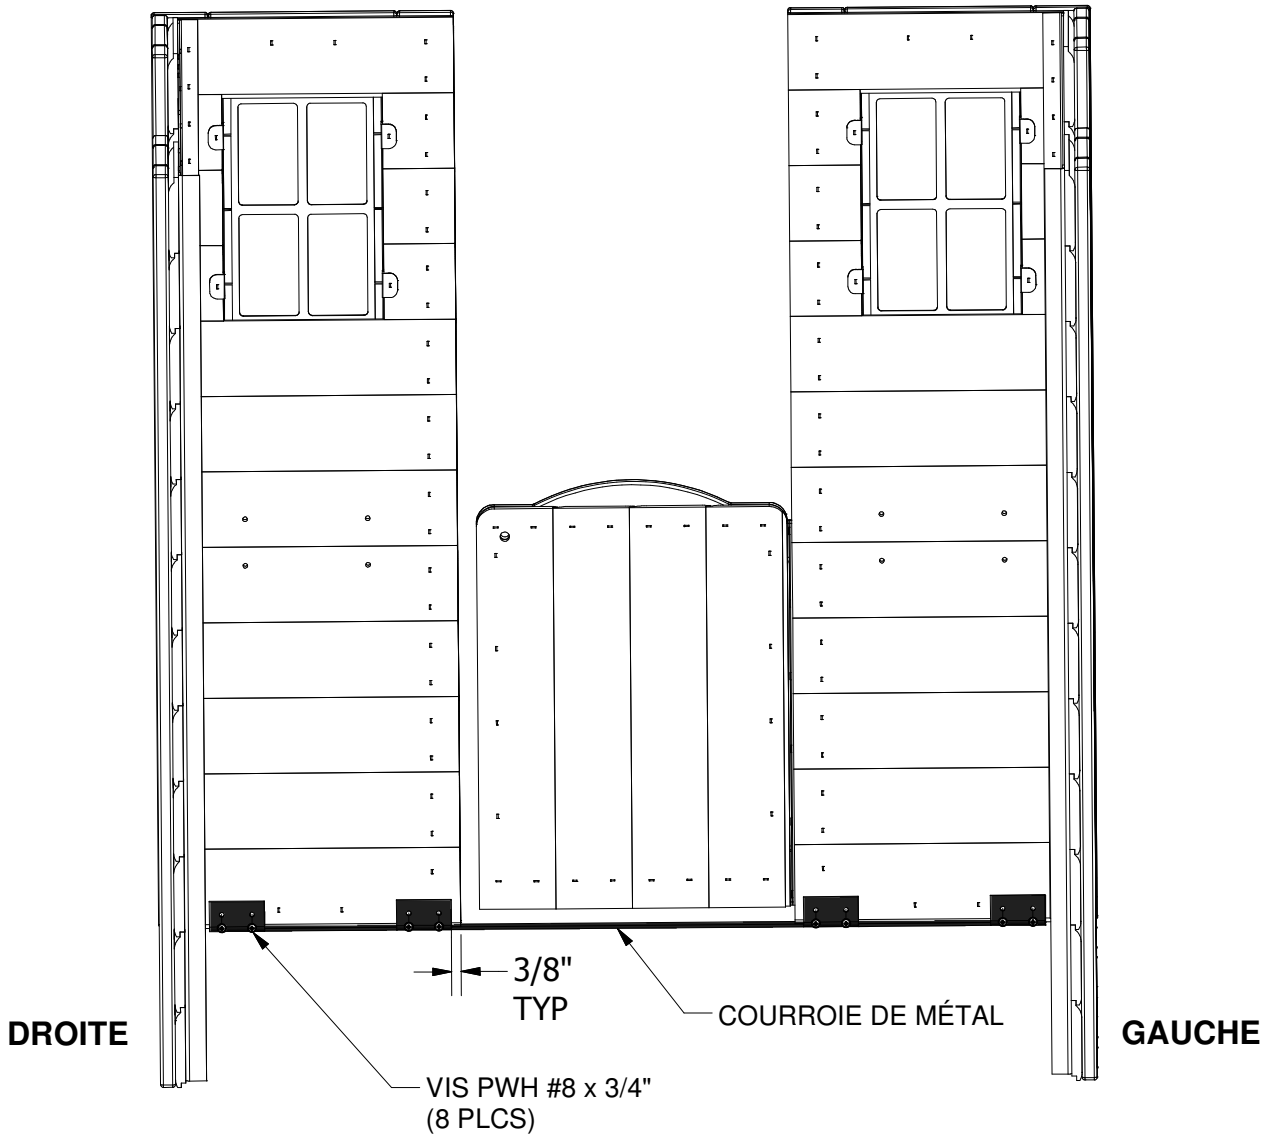 3/8"
TYP
COURROIE DE MÉTAL
DROITE
GAUCHE
VIS PWH #8 x 3/4"
(8 PLCS)